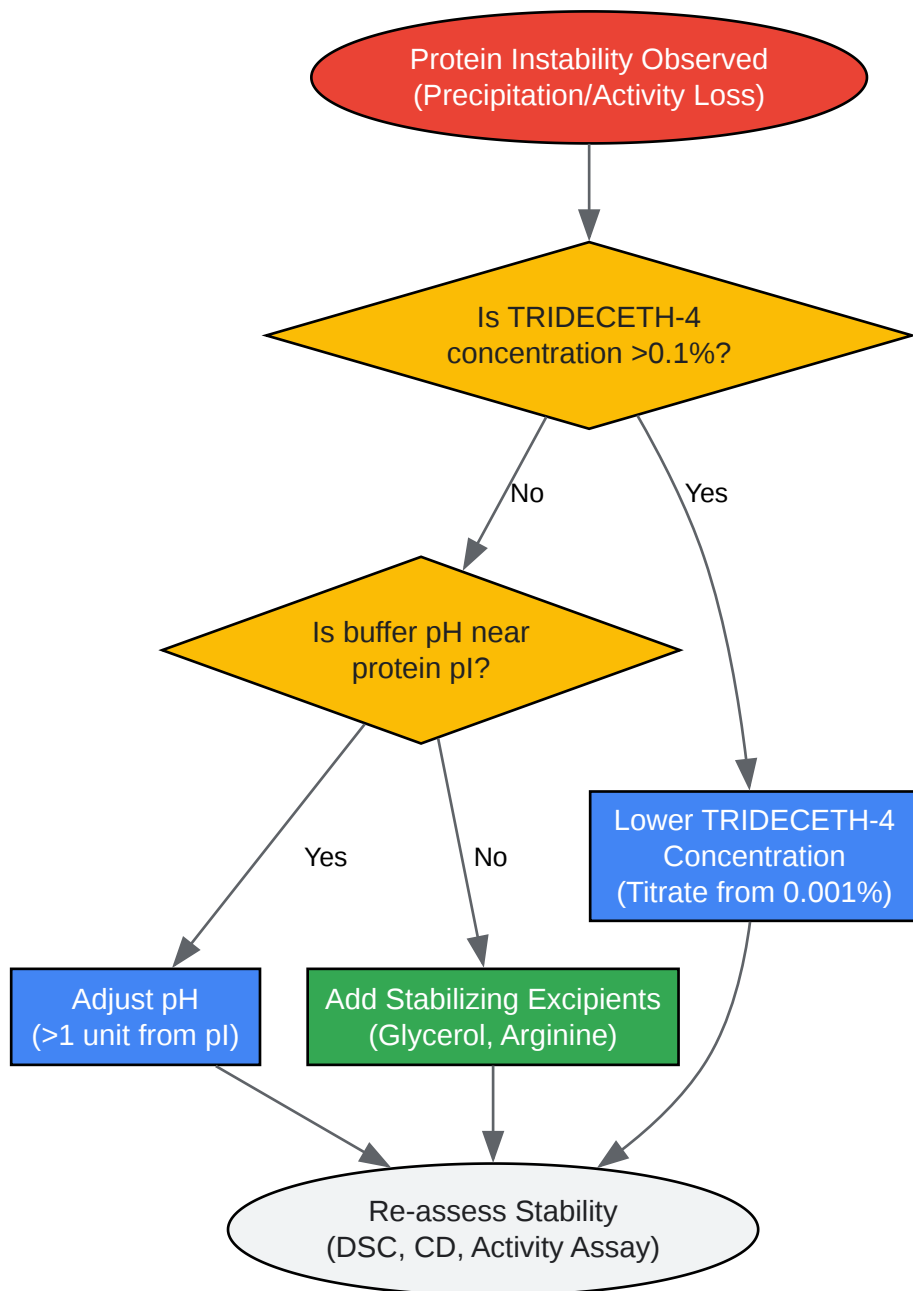 Protein Instability Observed
(Precipitation/Activity Loss)
Is TRIDECETH-4
concentration >0.1%?
No
Yes
Is buffer pH near
protein pI?
Lower TRIDECETH-4
Concentration
(Titrate from 0.001%)
Yes
No
Adjust pH
(>1 unit from pI)
Add Stabilizing Excipients
(Glycerol, Arginine)
Re-assess Stability
(DSC, CD, Activity Assay)